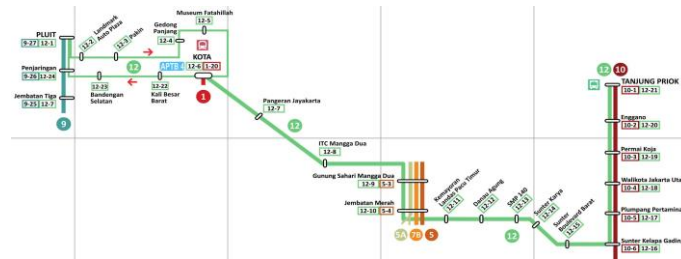 PLUIT
9-27 12-1
Landmark
Auto Plaza
12-2
Pakin
12-3
Gedong
Panjang
12-4
Museum Fatahillah
12-5
KOTA
APTB 4 12-6 1-20
1
Penjaringan
9-26 12-24
12-23
Bandengan
Selatan
12
12-22
Kali Besar
Barat
Jembatan Tiga
9-25 12-7
9
Pangeran Jayakarta
12-7
12
ITC Mangga Dua
12-8
Gunung Sahari Mangga Dua
12-9 5-3
Jembatan Merah
12-10 5-4
5A 7B 5
Kemayoran
Landas Pacu Timur
12-11
Danau Agung
12-12
SMP 140
12-13
12
Sunter Karya
12-14
Sunter
Boulevard Barat
12-15
12 10
TANJUNG PRIOK
10-1 12-21
Enggano
10-2 12-20
Permai Koja
10-3 12-19
Walikota Jakarta Uta
10-4 12-18
Plumpang Pertamina
10-5 12-17
Sunter Kelapa Gadin
10-6 12-16